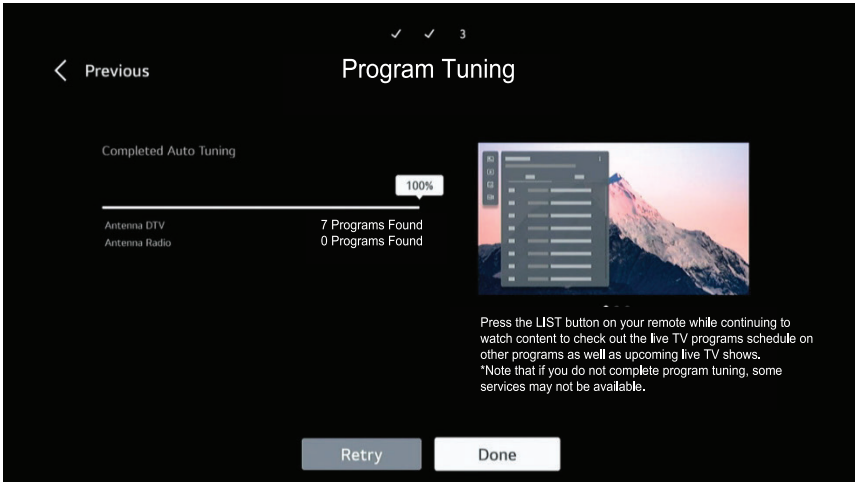 3
Previous
Program Tuning
Completed Auto Tuning
100%
Antenna DTV 7 Programs Found
Antenna Radio 0 Programs Found
Press the LIST button on your remote while continuing to
watch content to check out the live TV programs schedule on
other programs as well as upcoming live TV shows.
*Note that if you do not complete program tuning, some
services may not be available.
Retry Done